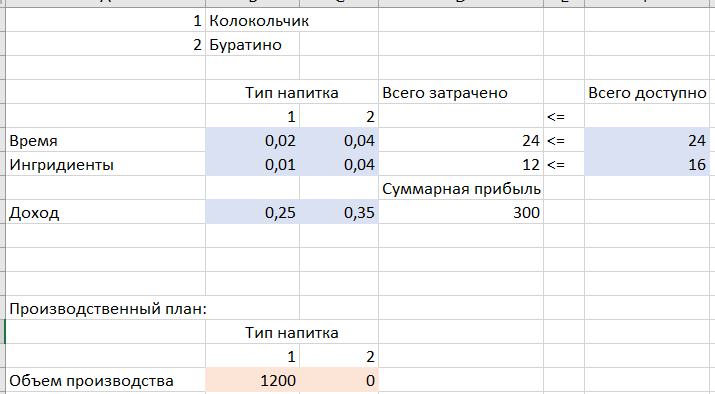 1 Колокольчик
2 Буратино
Тип напитка Всего затрачено Всего доступно
1 2 <=
Время 0,02 0,04 24 <= 24
Ингридиенты 0,01 0,04 12 <= 16
Суммарная прибыль
Доход 0,25 0,35 300
Производственный план:
Тип напитка
1 2
Объем производства 1200 0